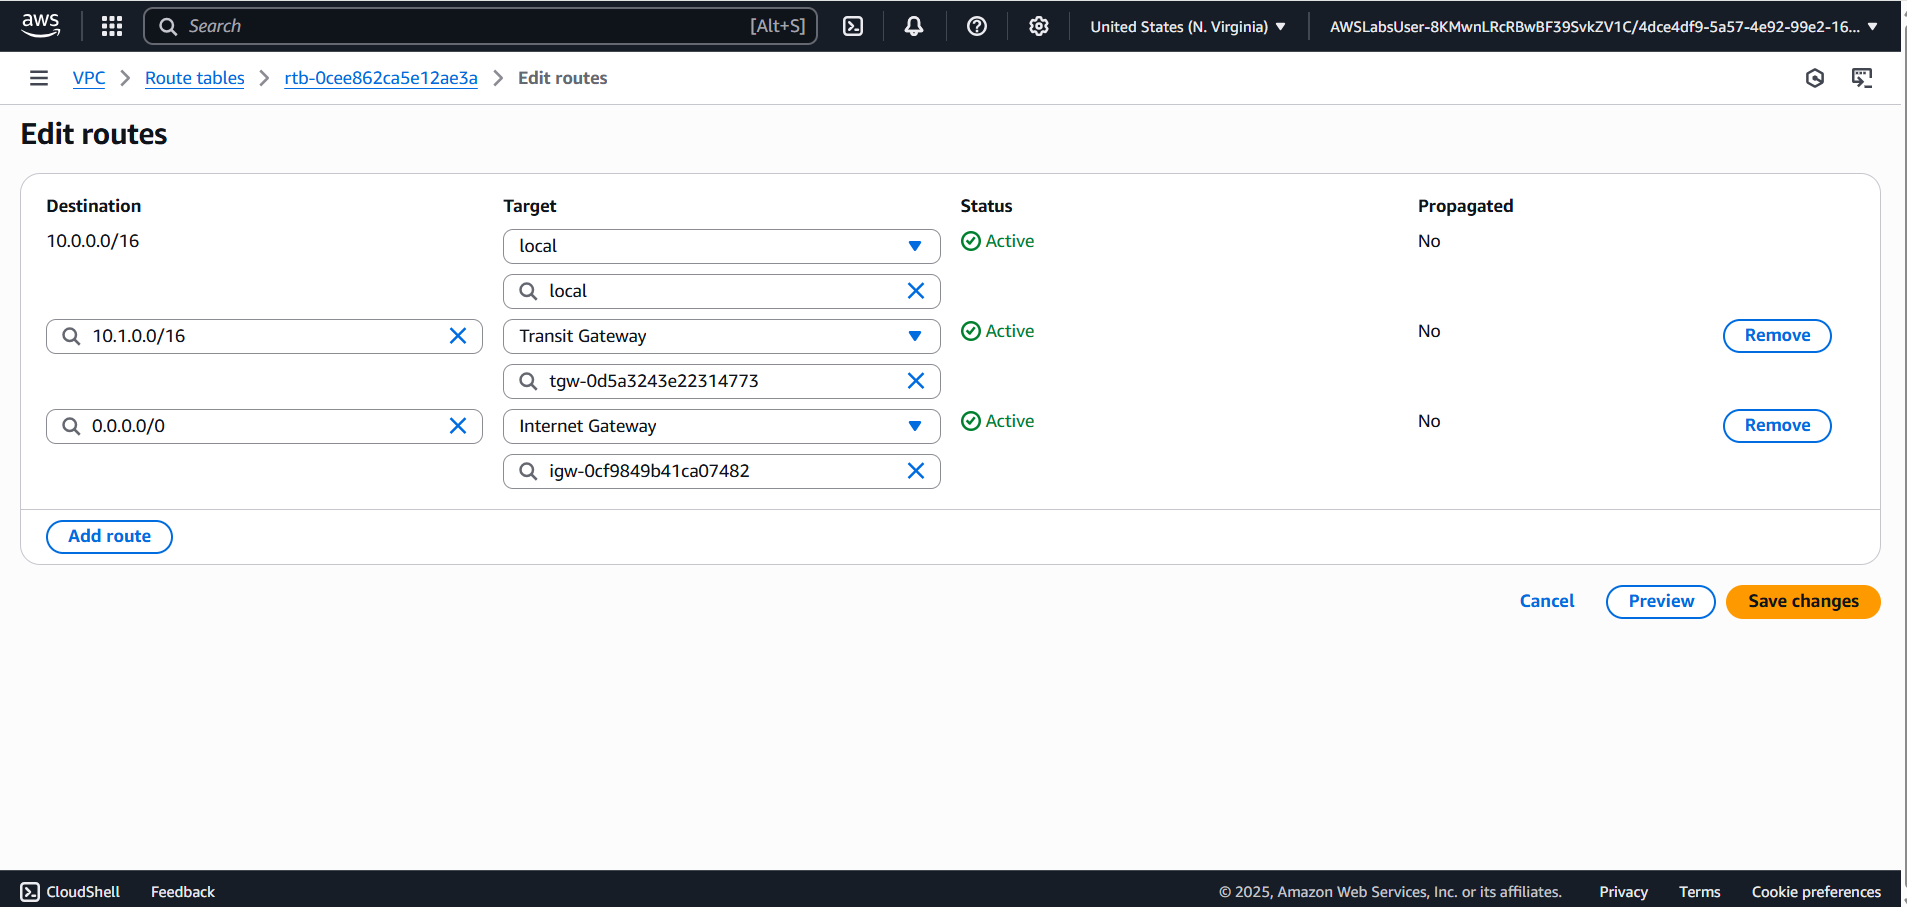 aws
Search [Alt+S]
United States (N. Virginia)
AWSLabsUser-8KMwnLRcRBwBF39SvkZV1C/4dce4df9-5a57-4e92-99e2-16...
VPC > Route tables > rtb-0cee862ca5e12ae3a > Edit routes
Edit routes
Destination Target Status Propagated
10.0.0.0/16 local Active No
local
10.1.0.0/16 Transit Gateway Active No Remove
tgw-0d5a3243e22314773
0.0.0.0/0 Internet Gateway Active No Remove
igw-0cf9849b41ca07482
Add route
Cancel Preview Save changes
CloudShell Feedback © 2025, Amazon Web Services, Inc. or its affiliates. Privacy Terms Cookie preferences